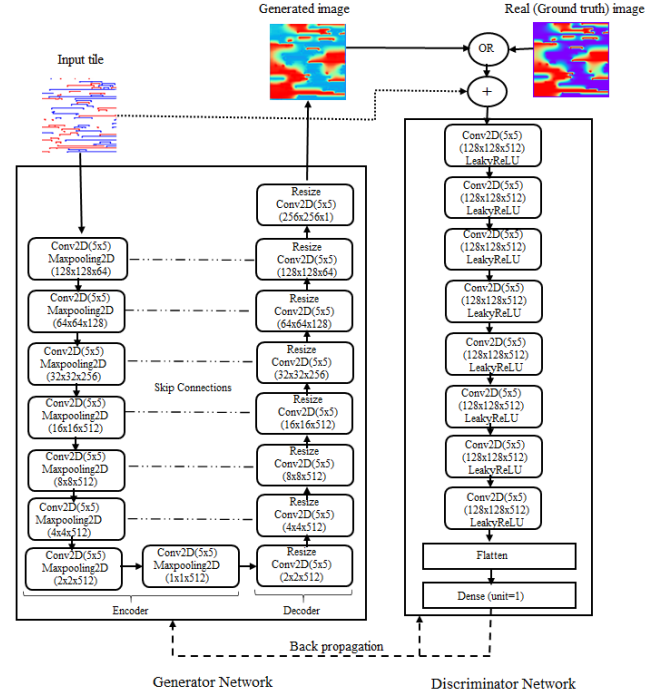 Generated image
Real (Ground truth) image
Input tile
OR
+
Resize
Conv2D(5x5)
(256x256x1)
Conv2D(5x5)
Maxpooling2D
(128x128x64)
Resize
Conv2D(5x5)
(128x128x64)
Conv2D(5x5)
Maxpooling2D
(64x64x128)
Resize
Conv2D(5x5)
(64x64x128)
Conv2D(5x5)
Maxpooling2D
(32x32x256)
Resize
Conv2D(5x5)
(32x32x256)
Skip Connections
Conv2D(5x5)
Maxpooling2D
(16x16x512)
Resize
Conv2D(5x5)
(16x16x512)
Conv2D(5x5)
Maxpooling2D
(8x8x512)
Resize
Conv2D(5x5)
(8x8x512)
Conv2D(5x5)
Maxpooling2D
(4x4x512)
Resize
Conv2D(5x5)
(4x4x512)
Conv2D(5x5)
Maxpooling2D
(2x2x512)
Conv2D(5x5)
Maxpooling2D
(1x1x512)
Resize
Conv2D(5x5)
(2x2x512)
Encoder
Decoder
Conv2D(5x5)
(128x128x512)
LeakyReLU
Conv2D(5x5)
(128x128x512)
LeakyReLU
Conv2D(5x5)
(128x128x512)
LeakyReLU
Conv2D(5x5)
(128x128x512)
LeakyReLU
Conv2D(5x5)
(128x128x512)
LeakyReLU
Conv2D(5x5)
(128x128x512)
LeakyReLU
Conv2D(5x5)
(128x128x512)
LeakyReLU
Conv2D(5x5)
(128x128x512)
LeakyReLU
Flatten
Dense (unit=1)
Back propagation
Generator Network
Discriminator Network